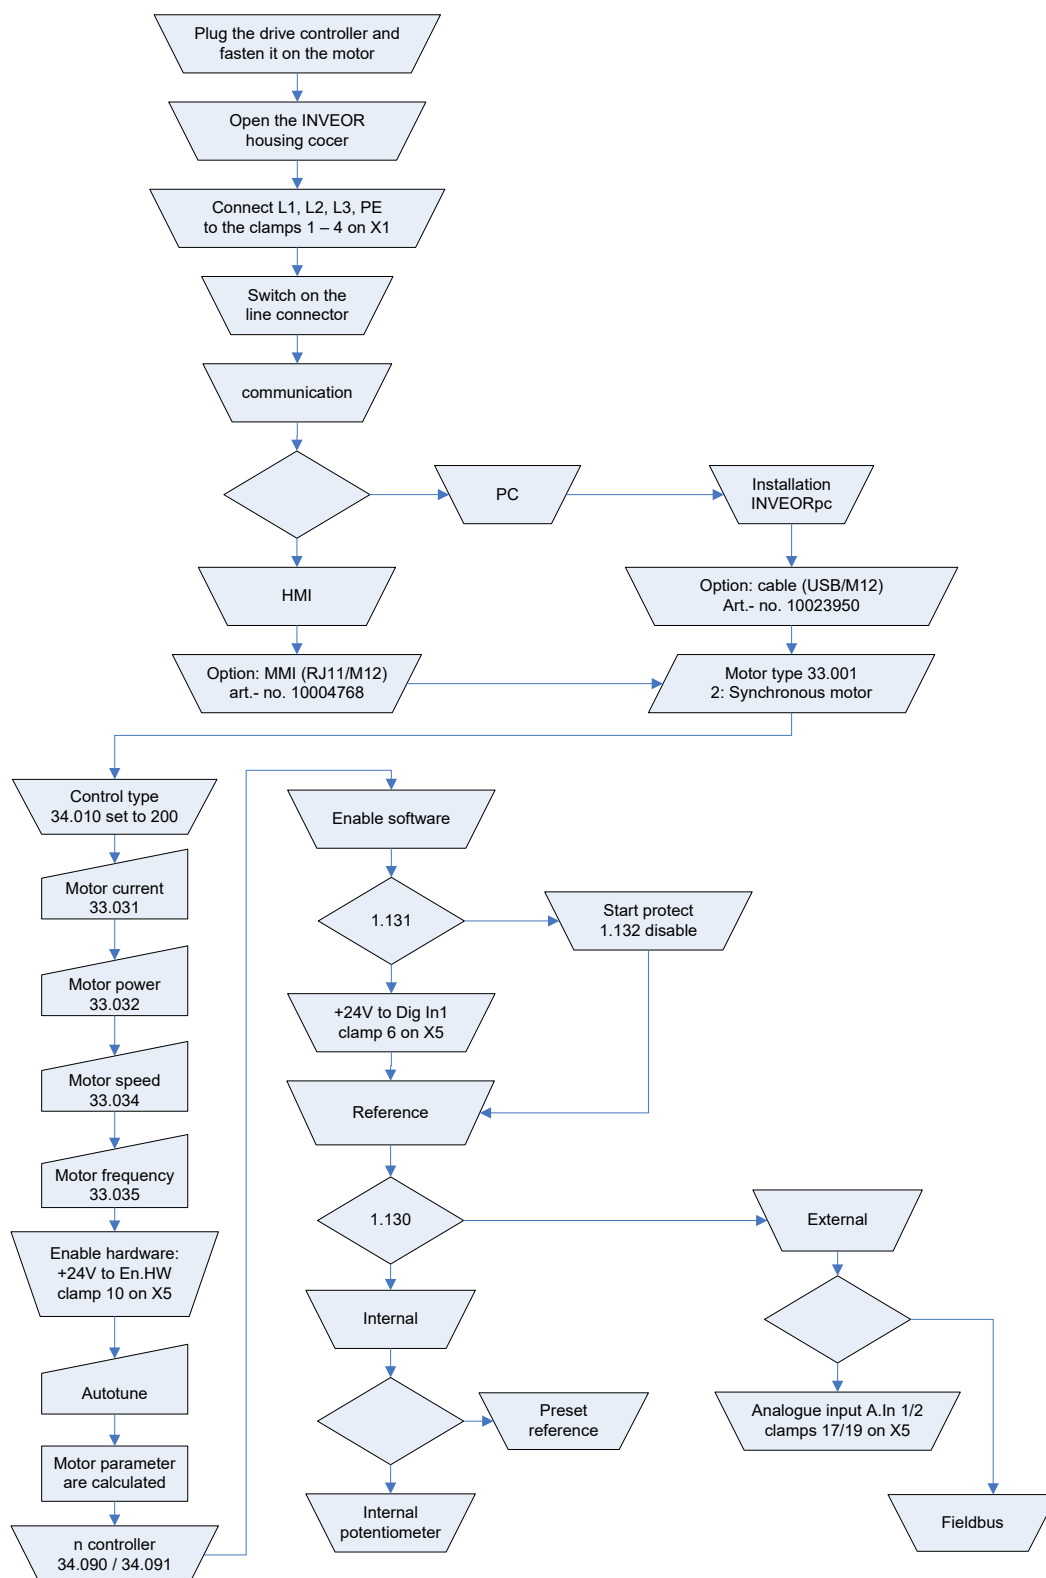 Plug the drive controller and
fasten it on the motor
Open the INVEOR
housing cocer
Connect L1, L2, L3, PE
to the clamps 1 – 4 on X1
Switch on the
line connector
communication
PC
Installation
INVEORpc
HMI
Option: cable (USB/M12)
Art.- no. 10023950
Option: MMI (RJ11/M12)
art.- no. 10004768
Motor type 33.001
2: Synchronous motor
Control type
34.010 set to 200
Motor current
33.031
Motor power
33.032
Motor speed
33.034
Motor frequency
33.035
Enable hardware:
+24V to En.HW
clamp 10 on X5
Autotune
Motor parameter
are calculated
n controller
34.090 / 34.091
Enable software
1.131
Start protect
1.132 disable
+24V to Dig In1
clamp 6 on X5
Reference
1.130
External
Internal
Preset
reference
Analogue input A.In 1/2
clamps 17/19 on X5
Internal
potentiometer
Fieldbus